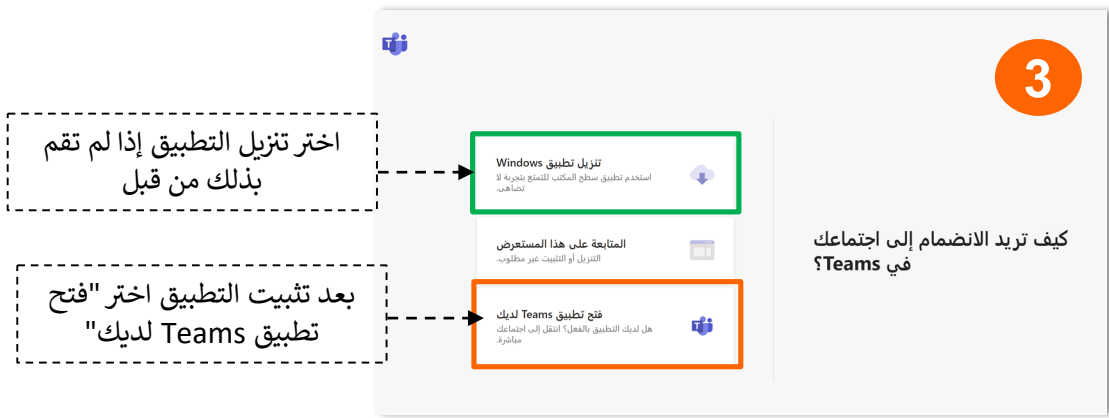 3
كيف تريد الانضمام إلى اجتماعك
في Teams؟
تنزيل تطبيق Windows
استخدم تطبيق سطح المكتب للتمتع بتجربة لا
تضاهى.
المتابعة على هذا المستعرض
التنزيل أو التثبيت غير مطلوب.
فتح تطبيق Teams لديك
هل لديك التطبيق بالفعل؟ انتقل إلى اجتماعك
مباشرة.
اختر تنزيل التطبيق إذا لم تقم
بذلك من قبل
بعد تثبيت التطبيق اختر "فتح
تطبيق Teams لديك"